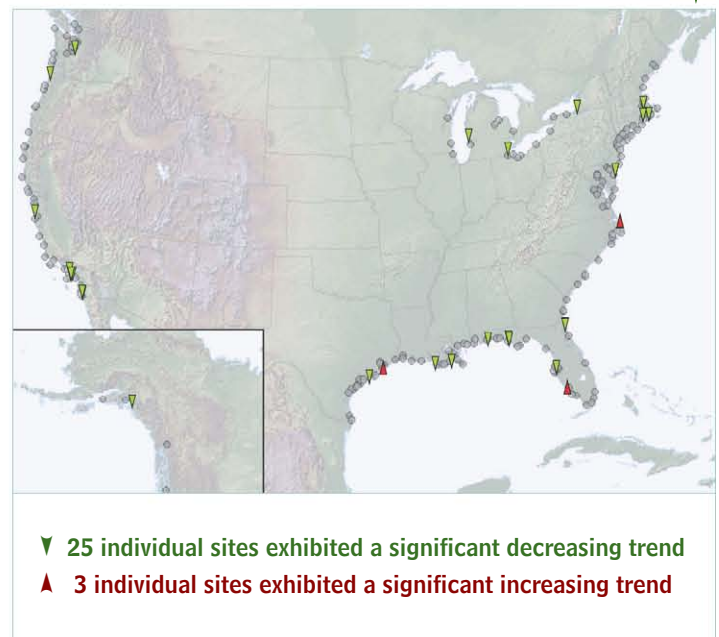 25 individual sites exhibited a significant decreasing trend
3 individual sites exhibited a significant increasing trend